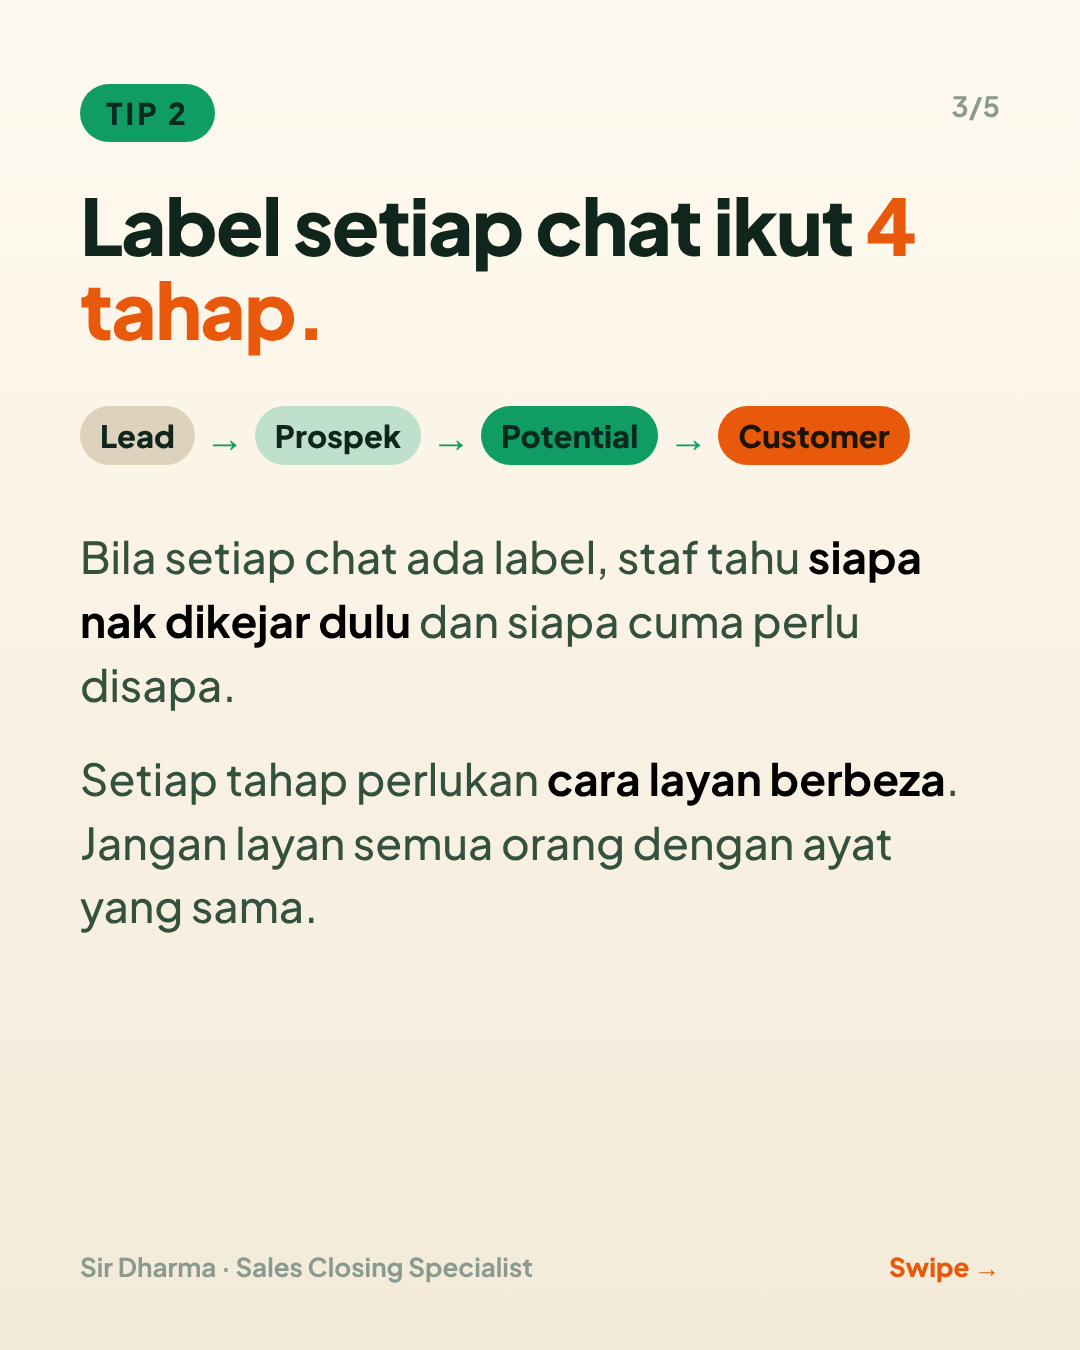 TIP 2
3/5
Label setiap chat ikut 4
tahap.
Lead → Prospek → Potential → Customer
Bila setiap chat ada label, staf tahu siapa
nak dikejar dulu dan siapa cuma perlu
disapa.
Setiap tahap perlukan cara layan berbeza.
Jangan layan semua orang dengan ayat
yang sama.
Sir Dharma · Sales Closing Specialist
Swipe →